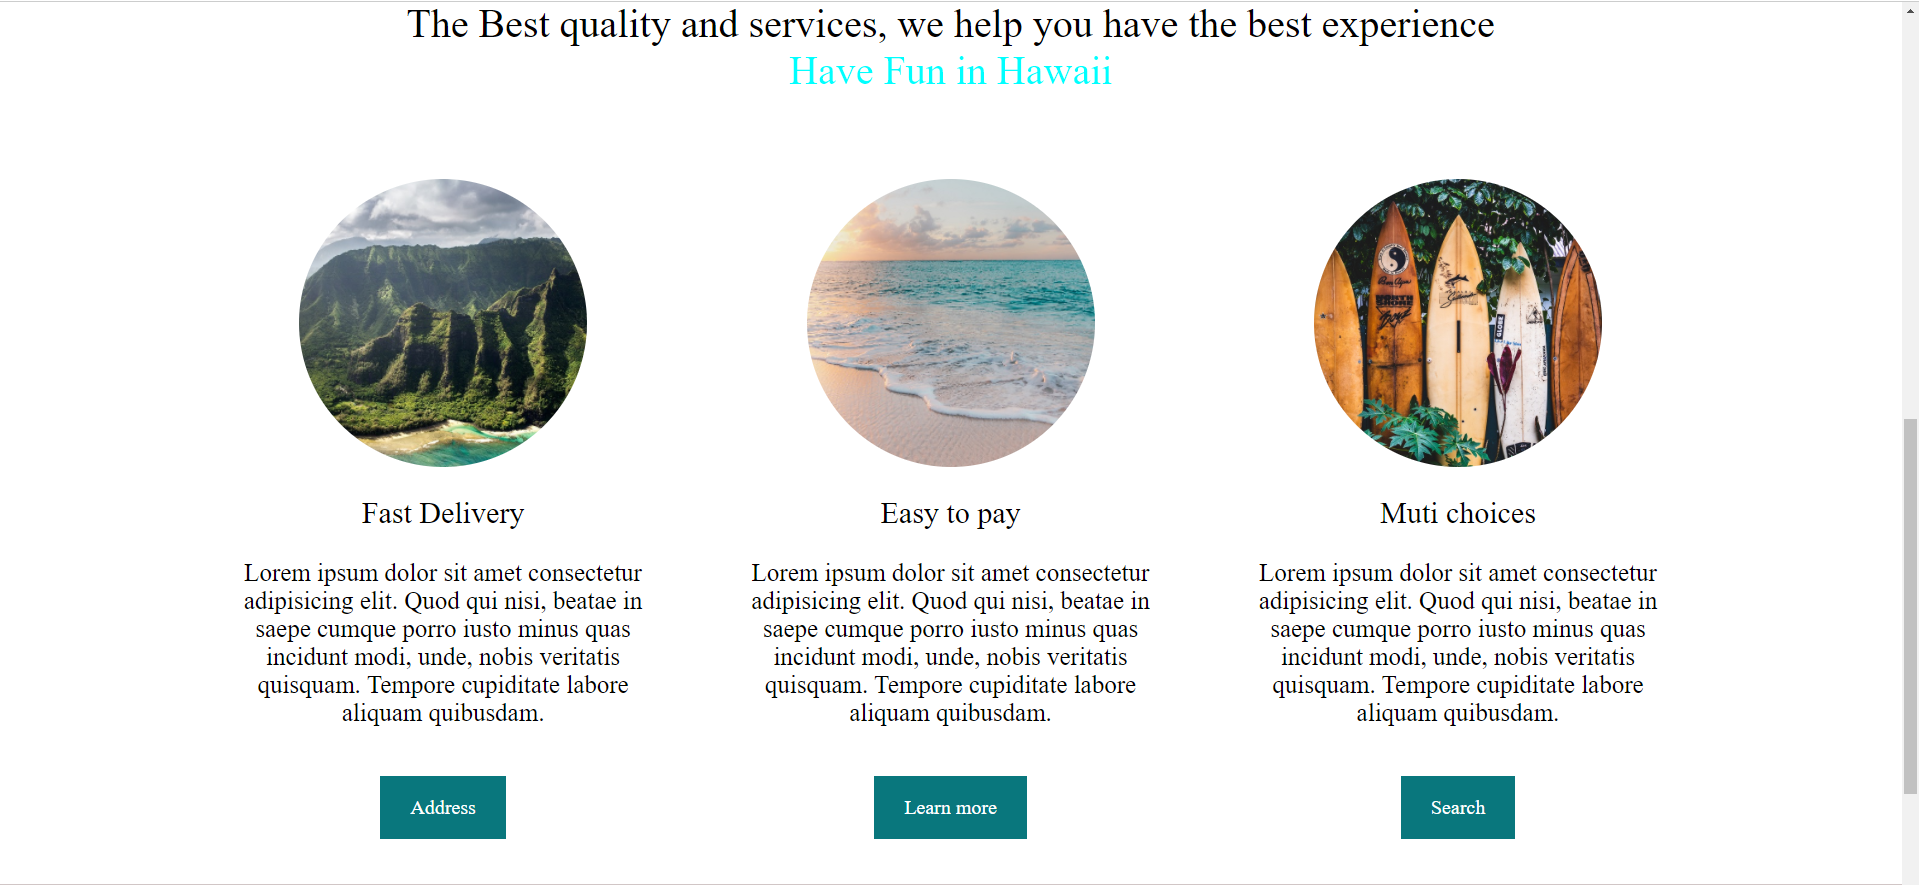 The Best quality and services, we help you have the best experience
Have Fun in Hawaii
NORTH
SHORE
GLOBE
Fast Delivery
Easy to pay
Muti choices
Lorem ipsum dolor sit amet consectetur
adipisicing elit. Quod qui nisi, beatae in
saepe cumque porro iusto minus quas
incidunt modi, unde, nobis veritatis
quisquam. Tempore cupiditate labore
aliquam quibusdam.
Lorem ipsum dolor sit amet consectetur
adipisicing elit. Quod qui nisi, beatae in
saepe cumque porro iusto minus quas
incidunt modi, unde, nobis veritatis
quisquam. Tempore cupiditate labore
aliquam quibusdam.
Lorem ipsum dolor sit amet consectetur
adipisicing elit. Quod qui nisi, beatae in
saepe cumque porro iusto minus quas
incidunt modi, unde, nobis veritatis
quisquam. Tempore cupiditate labore
aliquam quibusdam.
Address
Learn more
Search